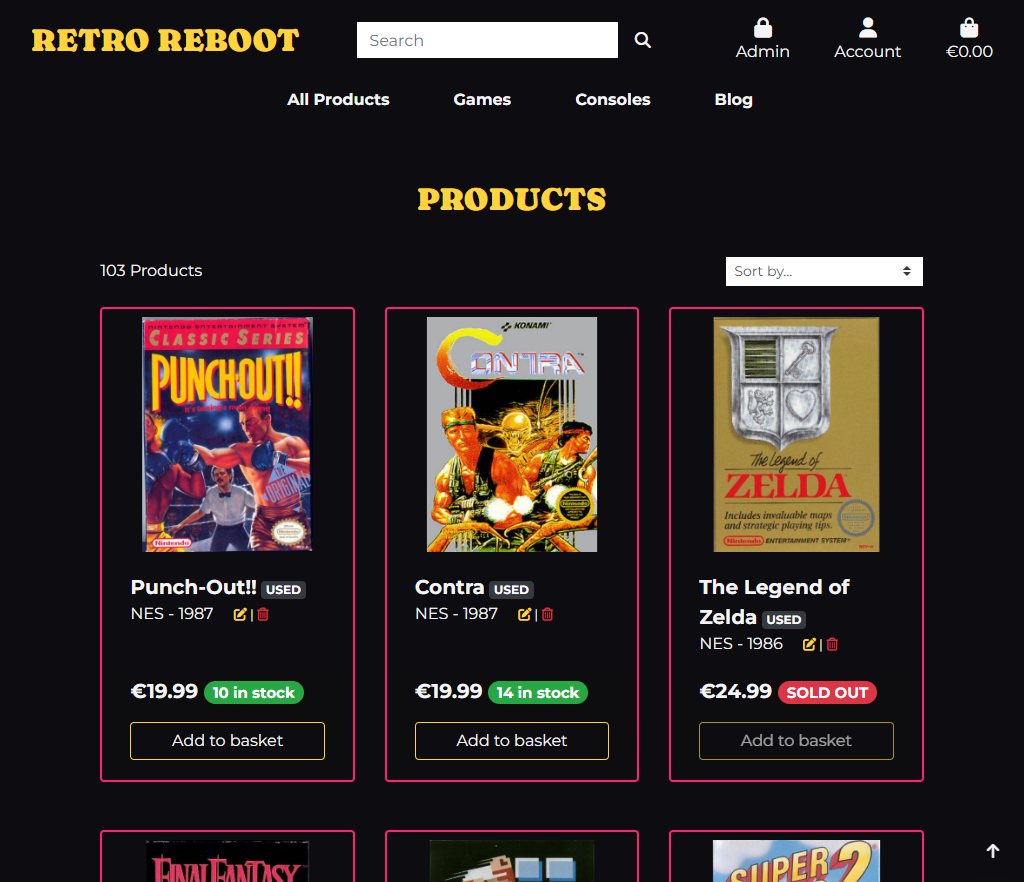 RETRO REBOOT
Search
Admin
Account
€0.00
All Products
Games
Consoles
Blog
PRODUCTS
103 Products
Sort by...
NINTENDO ENTERTAINMENT SYSTEM
CLASSIC SERIES
PUNCH-OUT!!
THE
ORIGINAL
Nintendo
KONAMI
CONTRA
Nintendo
The Legend of
ZELDA
Includes invaluable maps
and strategic playing tips.
Nintendo ENTERTAINMENT SYSTEM
Punch-Out!! USED
NES - 1987 |
€19.99 10 in stock
Add to basket
Contra USED
NES - 1987 |
€19.99 14 in stock
Add to basket
The Legend of
Zelda USED
NES - 1986 |
€24.99 SOLD OUT
Add to basket
FINAL FANTASY
SUPER
2